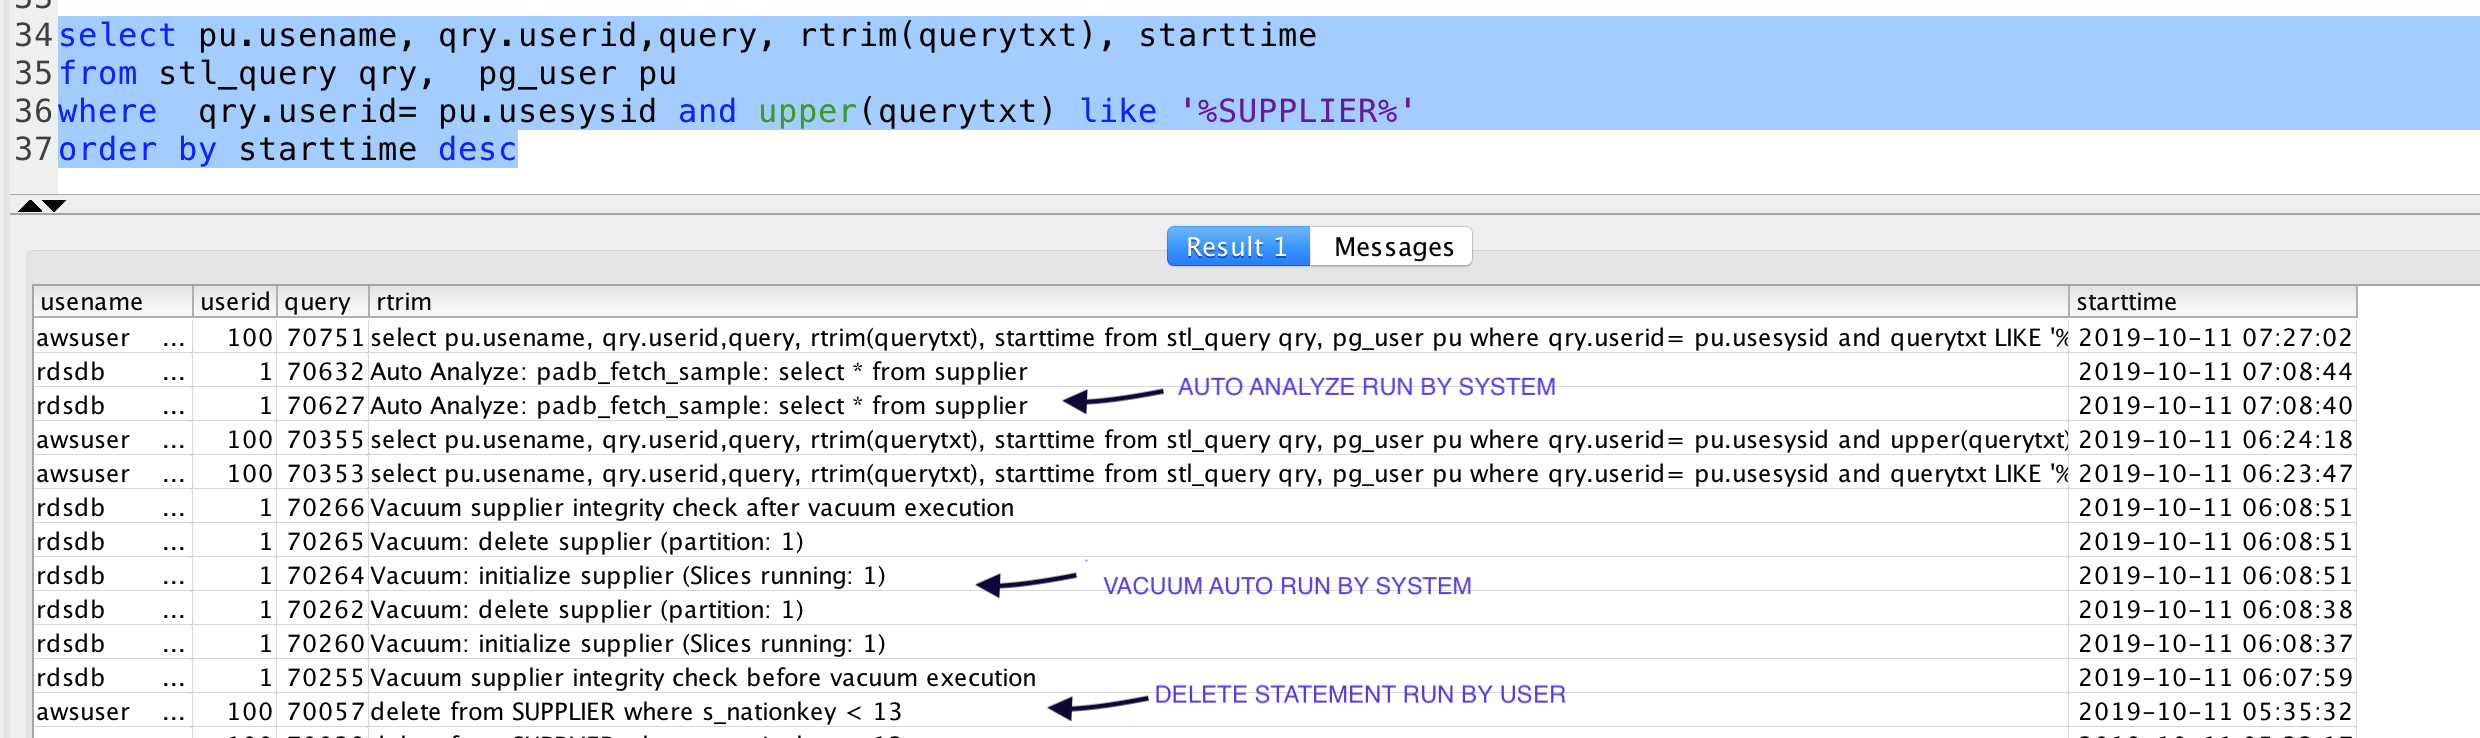 34 select pu.usename, qry.userid,query, rtrim(querytxt), starttime
35 from stl_query qry,  pg_user pu
36 where  qry.userid= pu.usesysid and upper(querytxt) like '%SUPPLIER%'
37 order by starttime desc
Result 1 Messages
usename userid query rtrim starttime
awsuser ... 100 70751 select pu.usename, qry.userid,query, rtrim(querytxt), starttime from stl_query qry, pg_user pu where qry.userid= pu.usesysid and querytxt LIKE '% 2019-10-11 07:27:02
rdsdb ... 1 70632 Auto Analyze: padb_fetch_sample: select * from supplier 2019-10-11 07:08:44
AUTO ANALYZE RUN BY SYSTEM
rdsdb ... 1 70627 Auto Analyze: padb_fetch_sample: select * from supplier 2019-10-11 07:08:40
awsuser ... 100 70355 select pu.usename, qry.userid,query, rtrim(querytxt), starttime from stl_query qry, pg_user pu where qry.userid= pu.usesysid and upper(querytxt) 2019-10-11 06:24:18
awsuser ... 100 70353 select pu.usename, qry.userid,query, rtrim(querytxt), starttime from stl_query qry, pg_user pu where qry.userid= pu.usesysid and querytxt LIKE '% 2019-10-11 06:23:47
rdsdb ... 1 70266 Vacuum supplier integrity check after vacuum execution 2019-10-11 06:08:51
rdsdb ... 1 70265 Vacuum: delete supplier (partition: 1) 2019-10-11 06:08:51
rdsdb ... 1 70264 Vacuum: initialize supplier (Slices running: 1) 2019-10-11 06:08:51
VACUUM AUTO RUN BY SYSTEM
rdsdb ... 1 70262 Vacuum: delete supplier (partition: 1) 2019-10-11 06:08:38
rdsdb ... 1 70260 Vacuum: initialize supplier (Slices running: 1) 2019-10-11 06:08:37
rdsdb ... 1 70255 Vacuum supplier integrity check before vacuum execution 2019-10-11 06:07:59
DELETE STATEMENT RUN BY USER
awsuser ... 100 70057 delete from SUPPLIER where s_nationkey < 13 2019-10-11 05:35:32